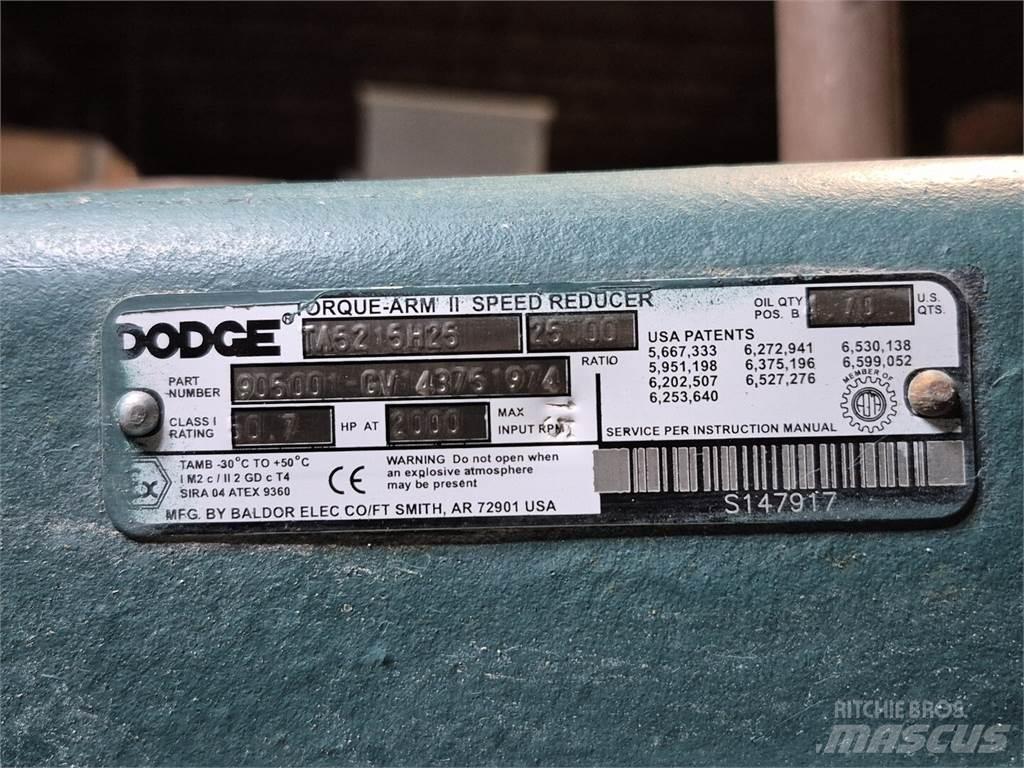 TORQUE-ARM II SPEED REDUCER
DODGE®
TA5215H25 25.00
RATIO
PART NUMBER 905001 GV 4375197
CLASS I RATING HP AT 2000 MAX INPUT RPM
OIL QTY POS. B U.S. QTS.
USA PATENTS
5,667,333 6,272,941 6,530,138
5,951,198 6,375,196 6,599,052
6,202,507 6,527,276
6,253,640
MEMBER OF
SERVICE PER INSTRUCTION MANUAL
TAMB -30°C TO +50°C
I M2 c / II 2 GD c T4
SIRA 04 ATEX 9360
CE
WARNING Do not open when
an explosive atmosphere
may be present
MFG. BY BALDOR ELEC CO/FT SMITH, AR 72901 USA
S147917
RITCHIE BROS.
MASCUS